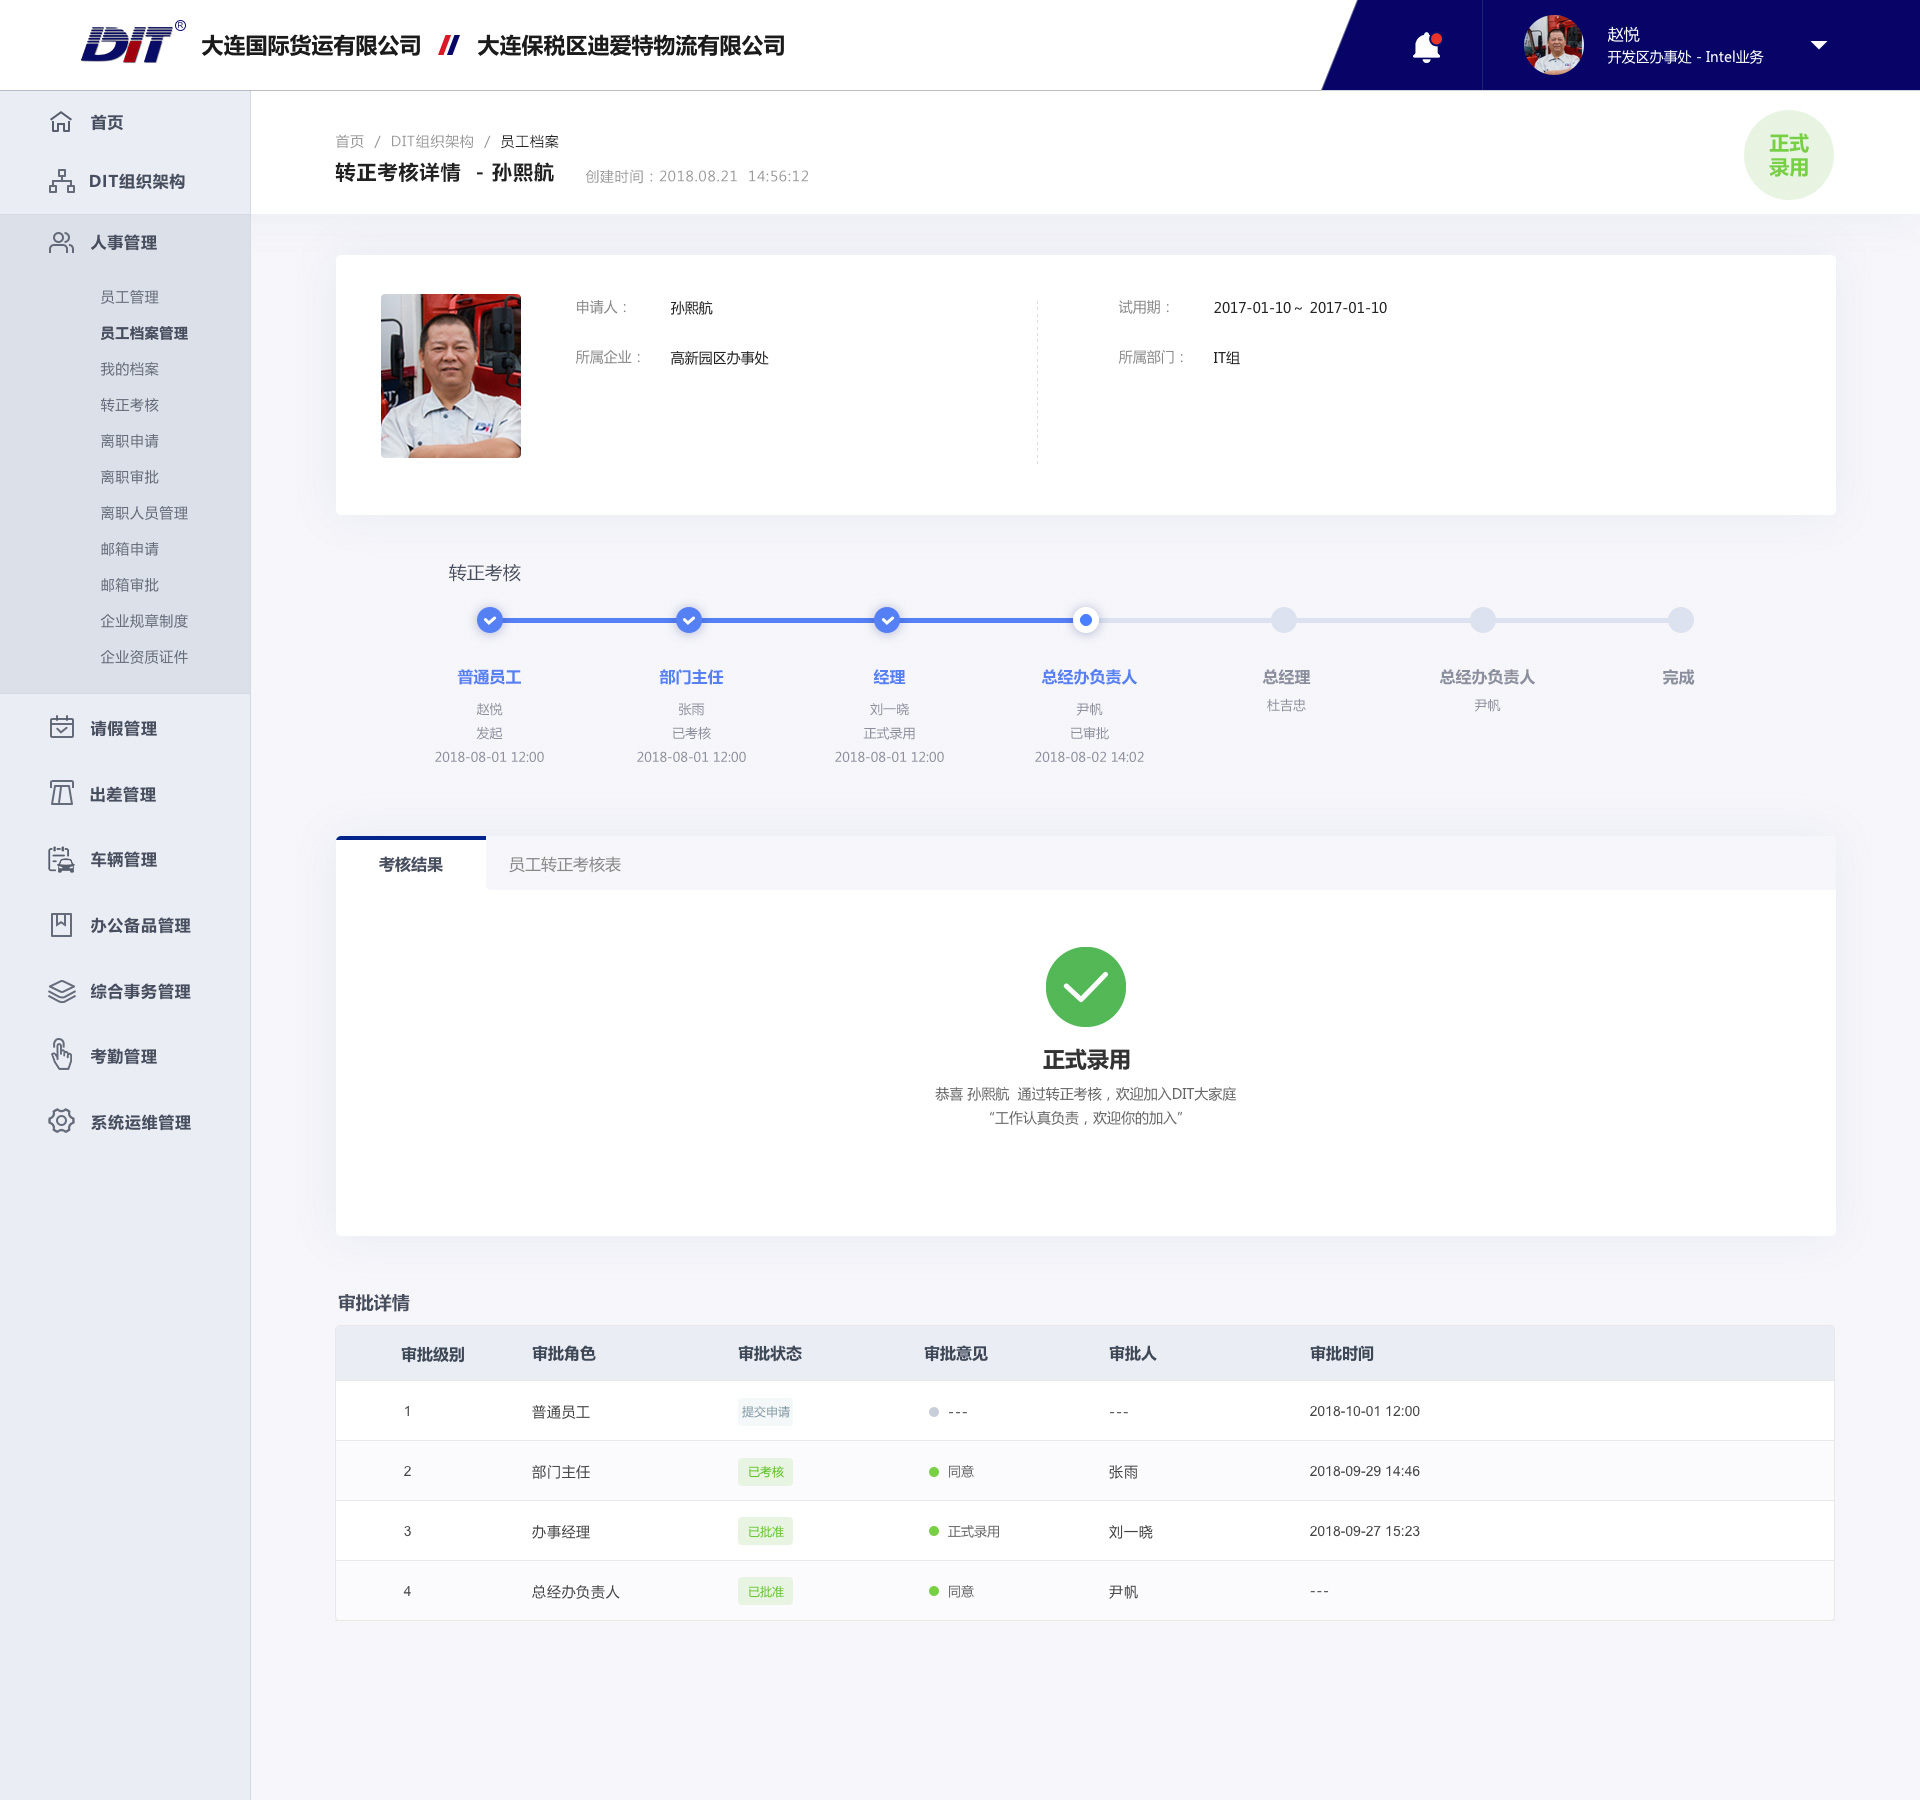 DIT® 大连国际货运有限公司 // 大连保税区迪爱特物流有限公司
赵悦
开发区办事处 - Intel业务
首页
DIT组织架构
人事管理
员工管理
员工档案管理
我的档案
转正考核
离职申请
离职审批
离职人员管理
邮箱申请
邮箱审批
企业规章制度
企业资质证件
请假管理
出差管理
车辆管理
办公备品管理
综合事务管理
考勤管理
系统运维管理
首页 / DIT组织架构 / 员工档案
转正考核详情 - 孙熙航 创建时间：2018.08.21 14:56:12
正式
录用
申请人： 孙熙航 试用期： 2017-01-10 ~ 2017-01-10
所属企业： 高新园区办事处 所属部门： IT组
DIT
转正考核
普通员工 部门主任 经理 总经办负责人 总经理 总经办负责人 完成
赵悦 张雨 刘一晓 尹帆 杜吉忠 尹帆
发起 已考核 正式录用 已审批
2018-08-01 12:00 2018-08-01 12:00 2018-08-01 12:00 2018-08-02 14:02
考核结果 员工转正考核表
正式录用
恭喜 孙熙航 通过转正考核，欢迎加入DIT大家庭
“工作认真负责，欢迎你的加入”
审批详情
审批级别 审批角色 审批状态 审批意见 审批人 审批时间
1 普通员工 提交申请 --- --- 2018-10-01 12:00
2 部门主任 已考核 同意 张雨 2018-09-29 14:46
3 办事经理 已批准 正式录用 刘一晓 2018-09-27 15:23
4 总经办负责人 已批准 同意 尹帆 ---